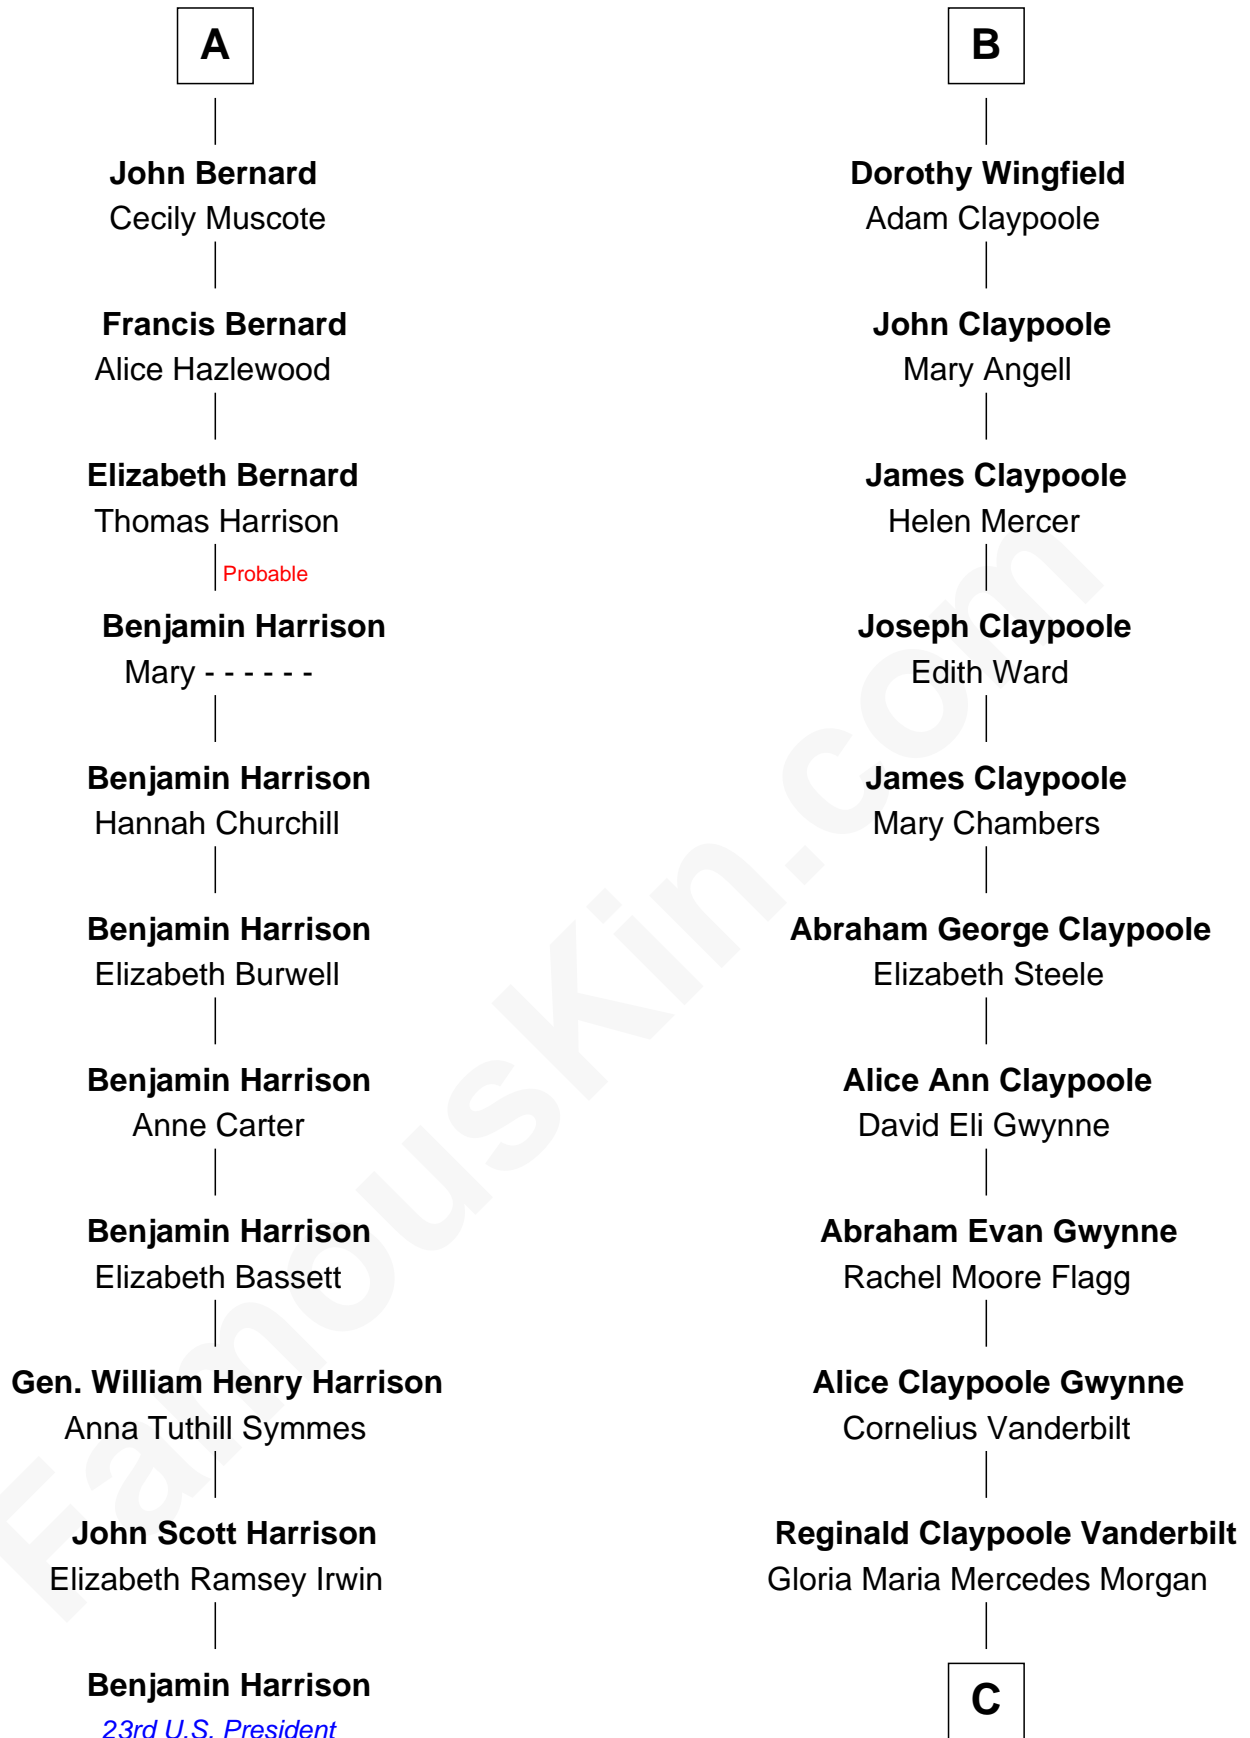 A
John Bernard
Cecily Muscote
Francis Bernard
Alice Hazlewood
Elizabeth Bernard
Thomas Harrison
Probable
Benjamin Harrison
Mary - - - - - -
Benjamin Harrison
Hannah Churchill
Benjamin Harrison
Elizabeth Burwell
Benjamin Harrison
Anne Carter
Benjamin Harrison
Elizabeth Bassett
Gen. William Henry Harrison
Anna Tuthill Symmes
John Scott Harrison
Elizabeth Ramsey Irwin
Benjamin Harrison
23rd U.S. President
B
Dorothy Wingfield
Adam Claypoole
John Claypoole
Mary Angell
James Claypoole
Helen Mercer
Joseph Claypoole
Edith Ward
James Claypoole
Mary Chambers
Abraham George Claypoole
Elizabeth Steele
Alice Ann Claypoole
David Eli Gwynne
Abraham Evan Gwynne
Rachel Moore Flagg
Alice Claypoole Gwynne
Cornelius Vanderbilt
Reginald Claypoole Vanderbilt
Gloria Maria Mercedes Morgan
C
FamousKin.com